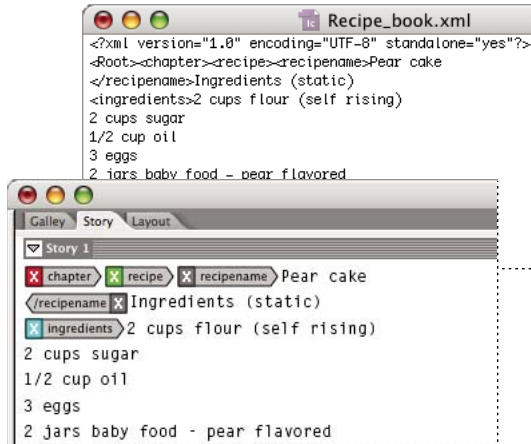 Recipe_book.xml
<?xml version="1.0" encoding="UTF-8" standalone="yes"?>
<Root><chapter><recipe><recipename>Pear cake
</recipename>Ingredients (static)
<ingredients>2 cups flour (self rising)
2 cups sugar
1/2 cup oil
3 eggs
2 jars baby food – pear flavored
Galley Story Layout
Story 1
chapter recipe recipename Pear cake
/recipename Ingredients (static)
ingredients 2 cups flour (self rising)
2 cups sugar
1/2 cup oil
3 eggs
2 jars baby food - pear flavored